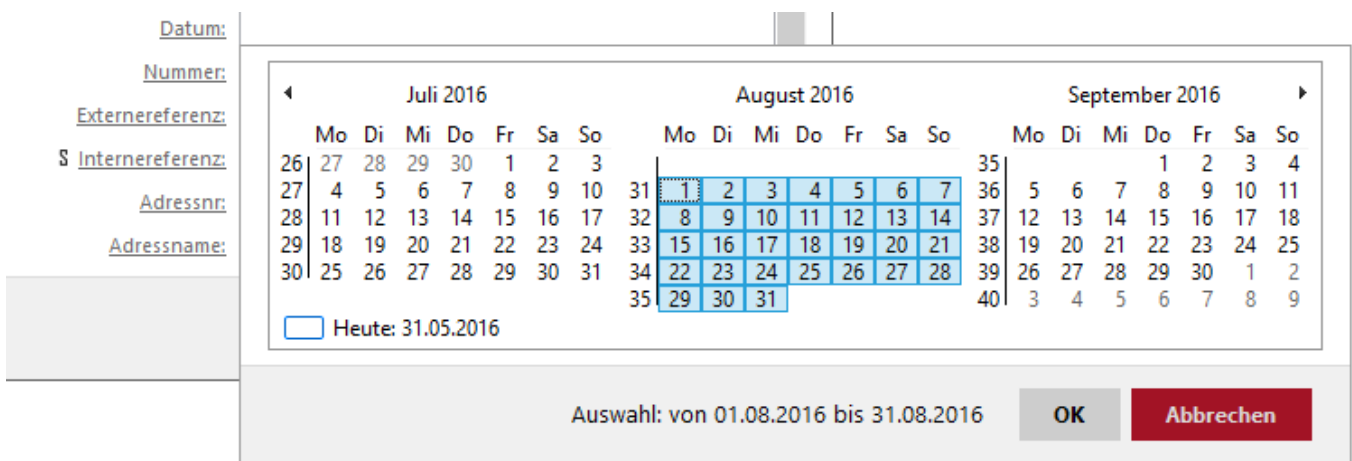 Datum:
Nummer:
Externereferenz:
Internereferenz:
Adressnr:
Adressname:
Juli 2016 August 2016 September 2016
Mo Di Mi Do Fr Sa So Mo Di Mi Do Fr Sa So Mo Di Mi Do Fr Sa So
26 27 28 29 30 1 2 3 35 1 2 3 4
27 4 5 6 7 8 9 10 31 1 2 3 4 5 6 7 36 5 6 7 8 9 10 11
28 11 12 13 14 15 16 17 32 8 9 10 11 12 13 14 37 12 13 14 15 16 17 18
29 18 19 20 21 22 23 24 33 15 16 17 18 19 20 21 38 19 20 21 22 23 24 25
30 25 26 27 28 29 30 31 34 22 23 24 25 26 27 28 39 26 27 28 29 30 1 2
35 29 30 31 40 3 4 5 6 7 8 9
Heute: 31.05.2016
Auswahl: von 01.08.2016 bis 31.08.2016 OK Abbrechen